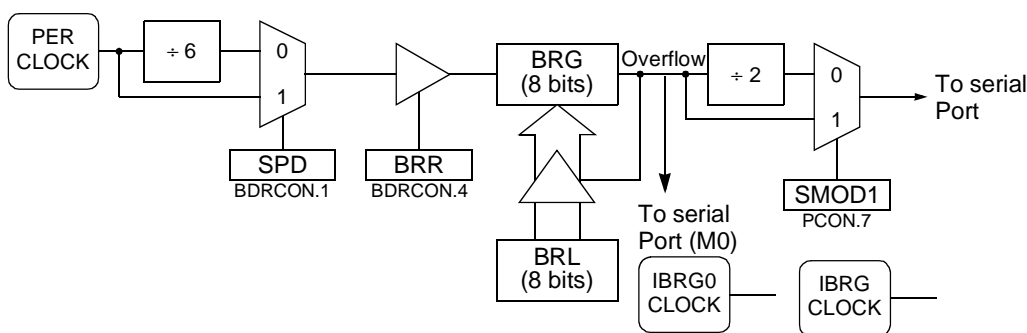 PER
CLOCK
÷ 6
0
1
SPD
BDRCON.1
BRR
BDRCON.4
BRG
(8 bits)
Overflow
BRL
(8 bits)
÷ 2
0
1
SMOD1
PCON.7
To serial
Port
To serial
Port (M0)
IBRG0
CLOCK
IBRG
CLOCK